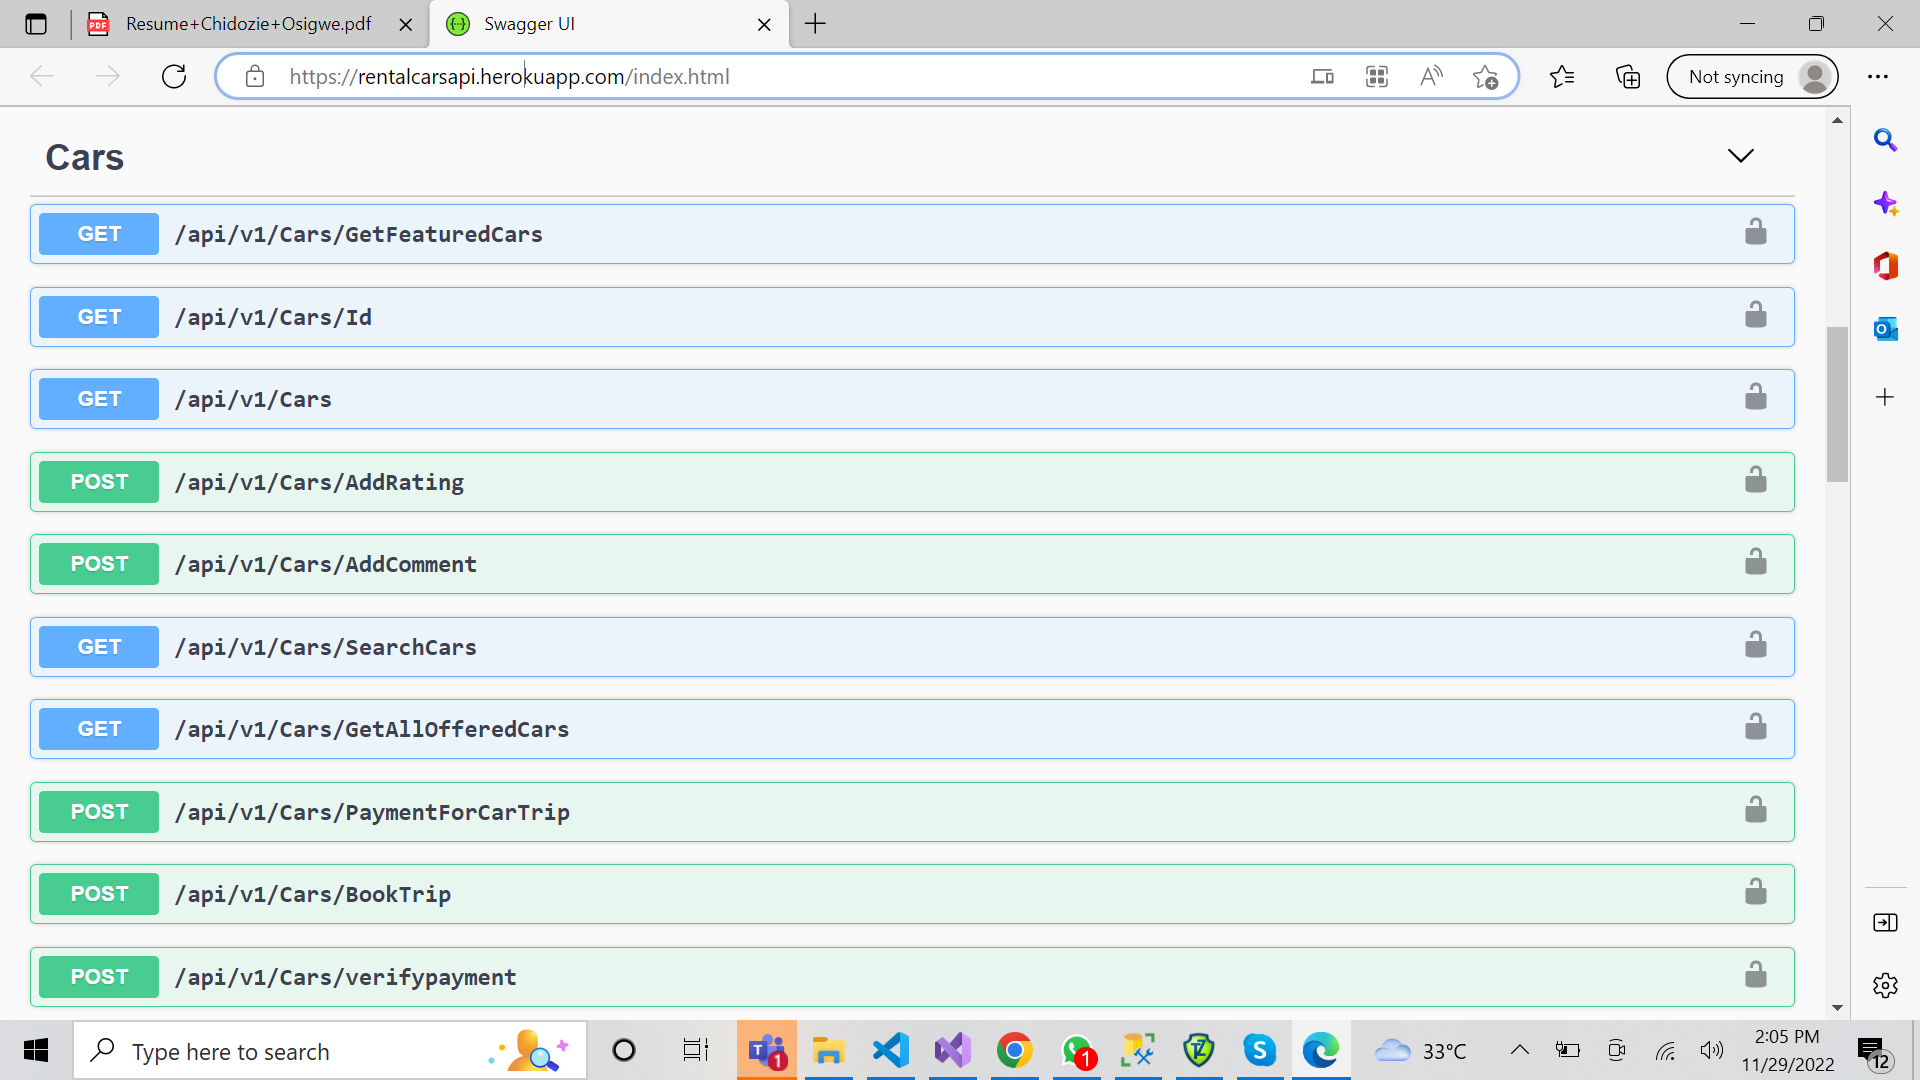 Resume+Chidozie+Osigwe.pdf
Swagger UI
https://rentalcarsapi.herokuapp.com/index.html
Not syncing
Cars
GET /api/v1/Cars/GetFeaturedCars
GET /api/v1/Cars/Id
GET /api/v1/Cars
POST /api/v1/Cars/AddRating
POST /api/v1/Cars/AddComment
GET /api/v1/Cars/SearchCars
GET /api/v1/Cars/GetAllOfferedCars
POST /api/v1/Cars/PaymentForCarTrip
POST /api/v1/Cars/BookTrip
POST /api/v1/Cars/verifypayment
Type here to search
1
1
33°C
2:05 PM
11/29/2022
12